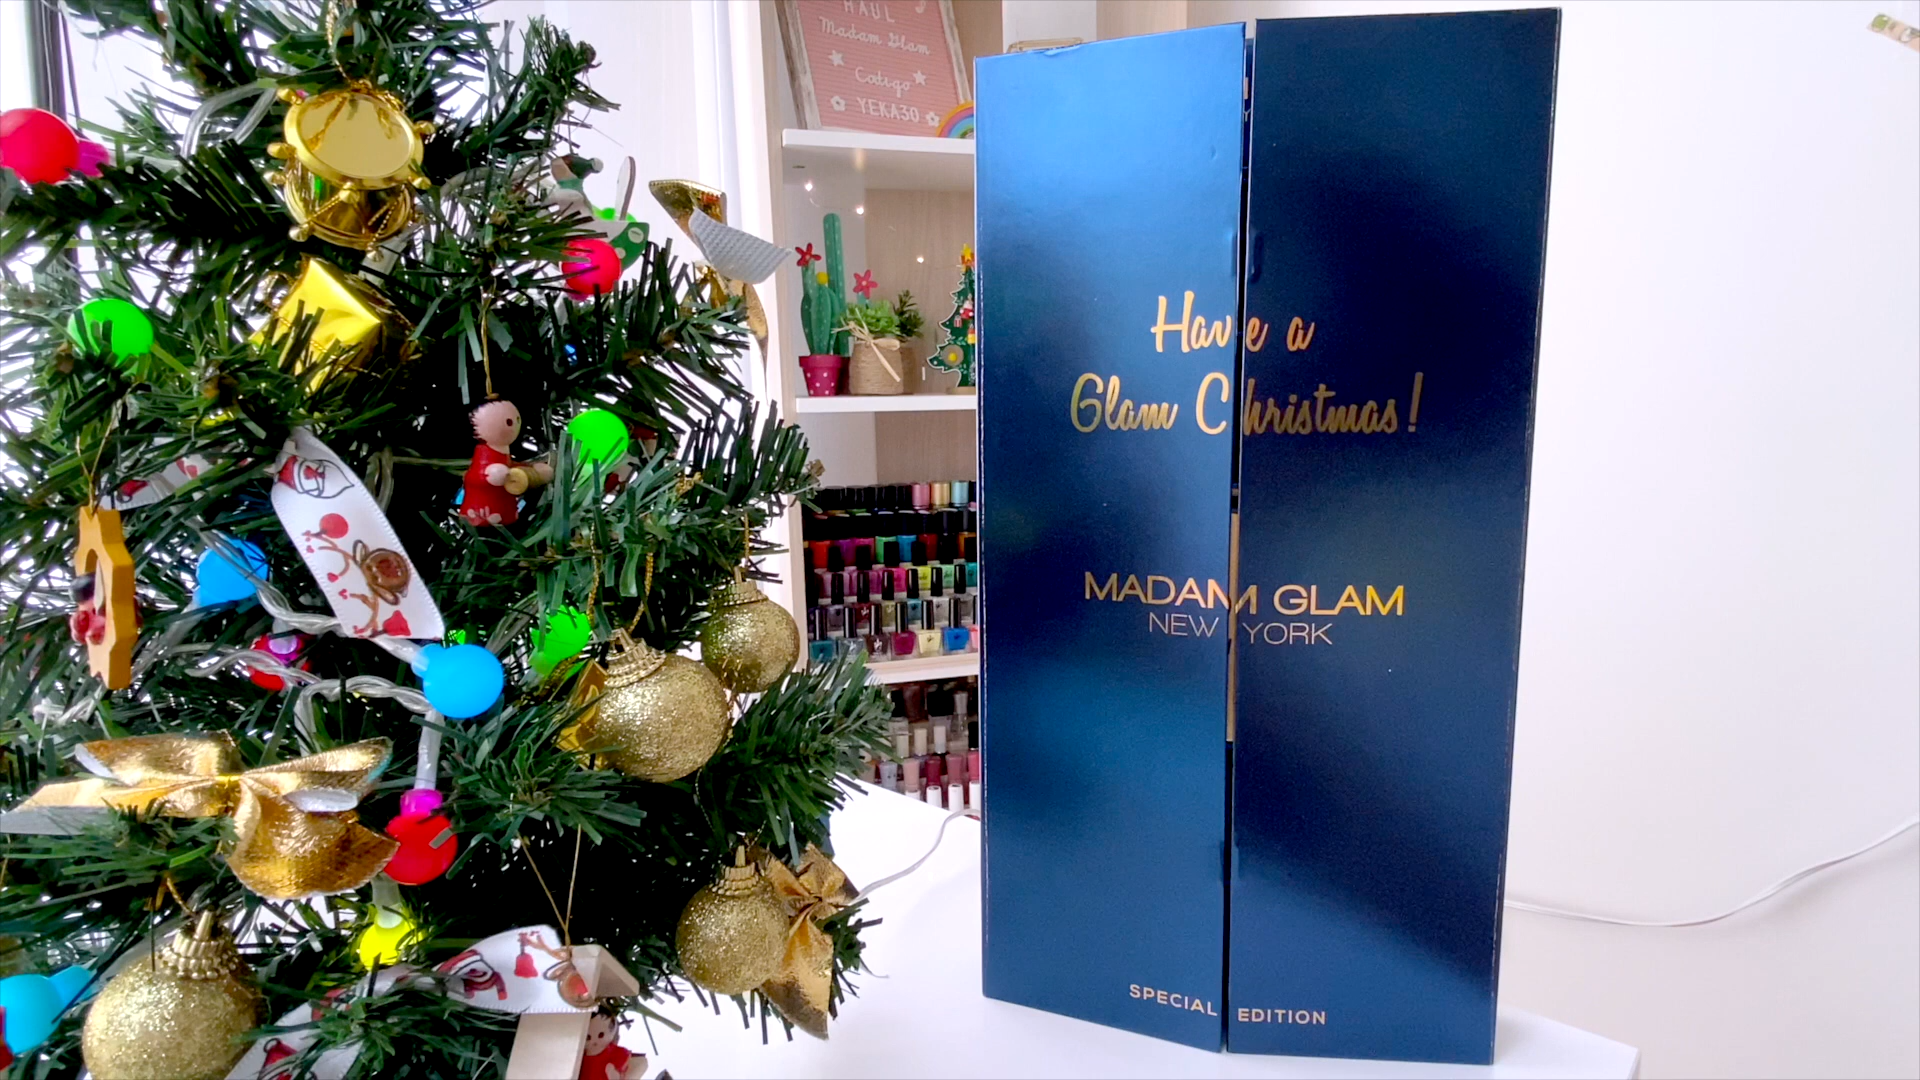 HAUL
Madam Glam
Codigo
YEKA30
Have a
Glam Christmas!
MADAM GLAM
NEW YORK
SPECIAL EDITION